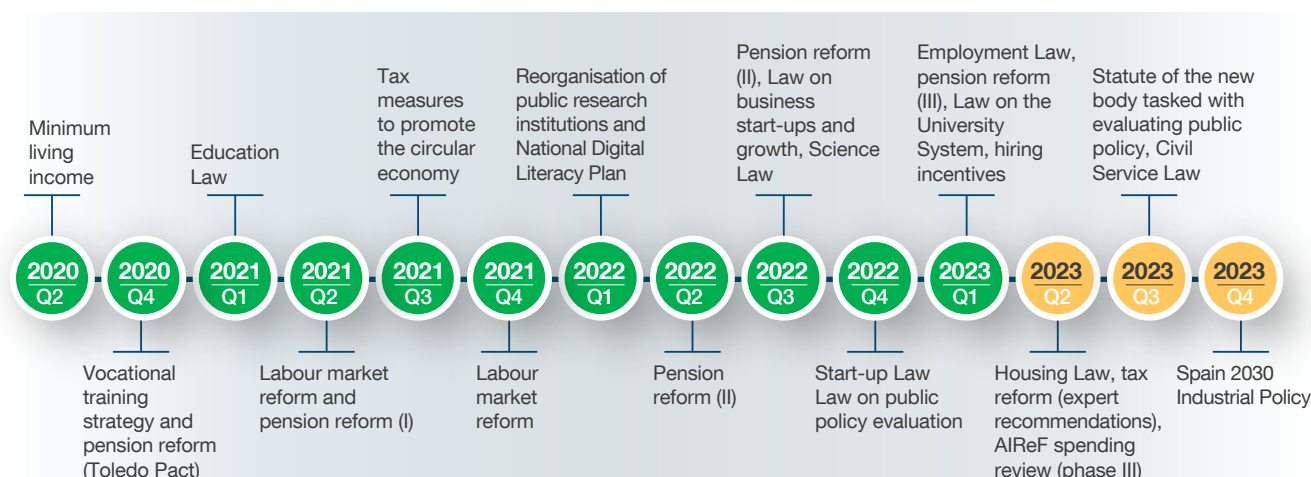 Minimum
living
income
Education
Law
Tax
measures
to promote
the circular
economy
Reorganisation of
public research
institutions and
National Digital
Literacy Plan
Pension reform
(II), Law on
business
start-ups and
growth, Science
Law
Employment Law,
pension reform
(III), Law on the
University
System, hiring
incentives
Statute of the new
body tasked with
evaluating public
policy, Civil
Service Law
2020
Q2
2020
Q4
2021
Q1
2021
Q2
2021
Q3
2021
Q4
2022
Q1
2022
Q2
2022
Q3
2022
Q4
2023
Q1
2023
Q2
2023
Q3
2023
Q4
Vocational
training
strategy and
pension reform
(Toledo Pact)
Labour market
reform and
pension reform (I)
Labour
market
reform
Pension
reform (II)
Start-up Law
Law on public
policy evaluation
Housing Law, tax
reform (expert
recommendations),
AIReF spending
review (phase III)
Spain 2030
Industrial Policy